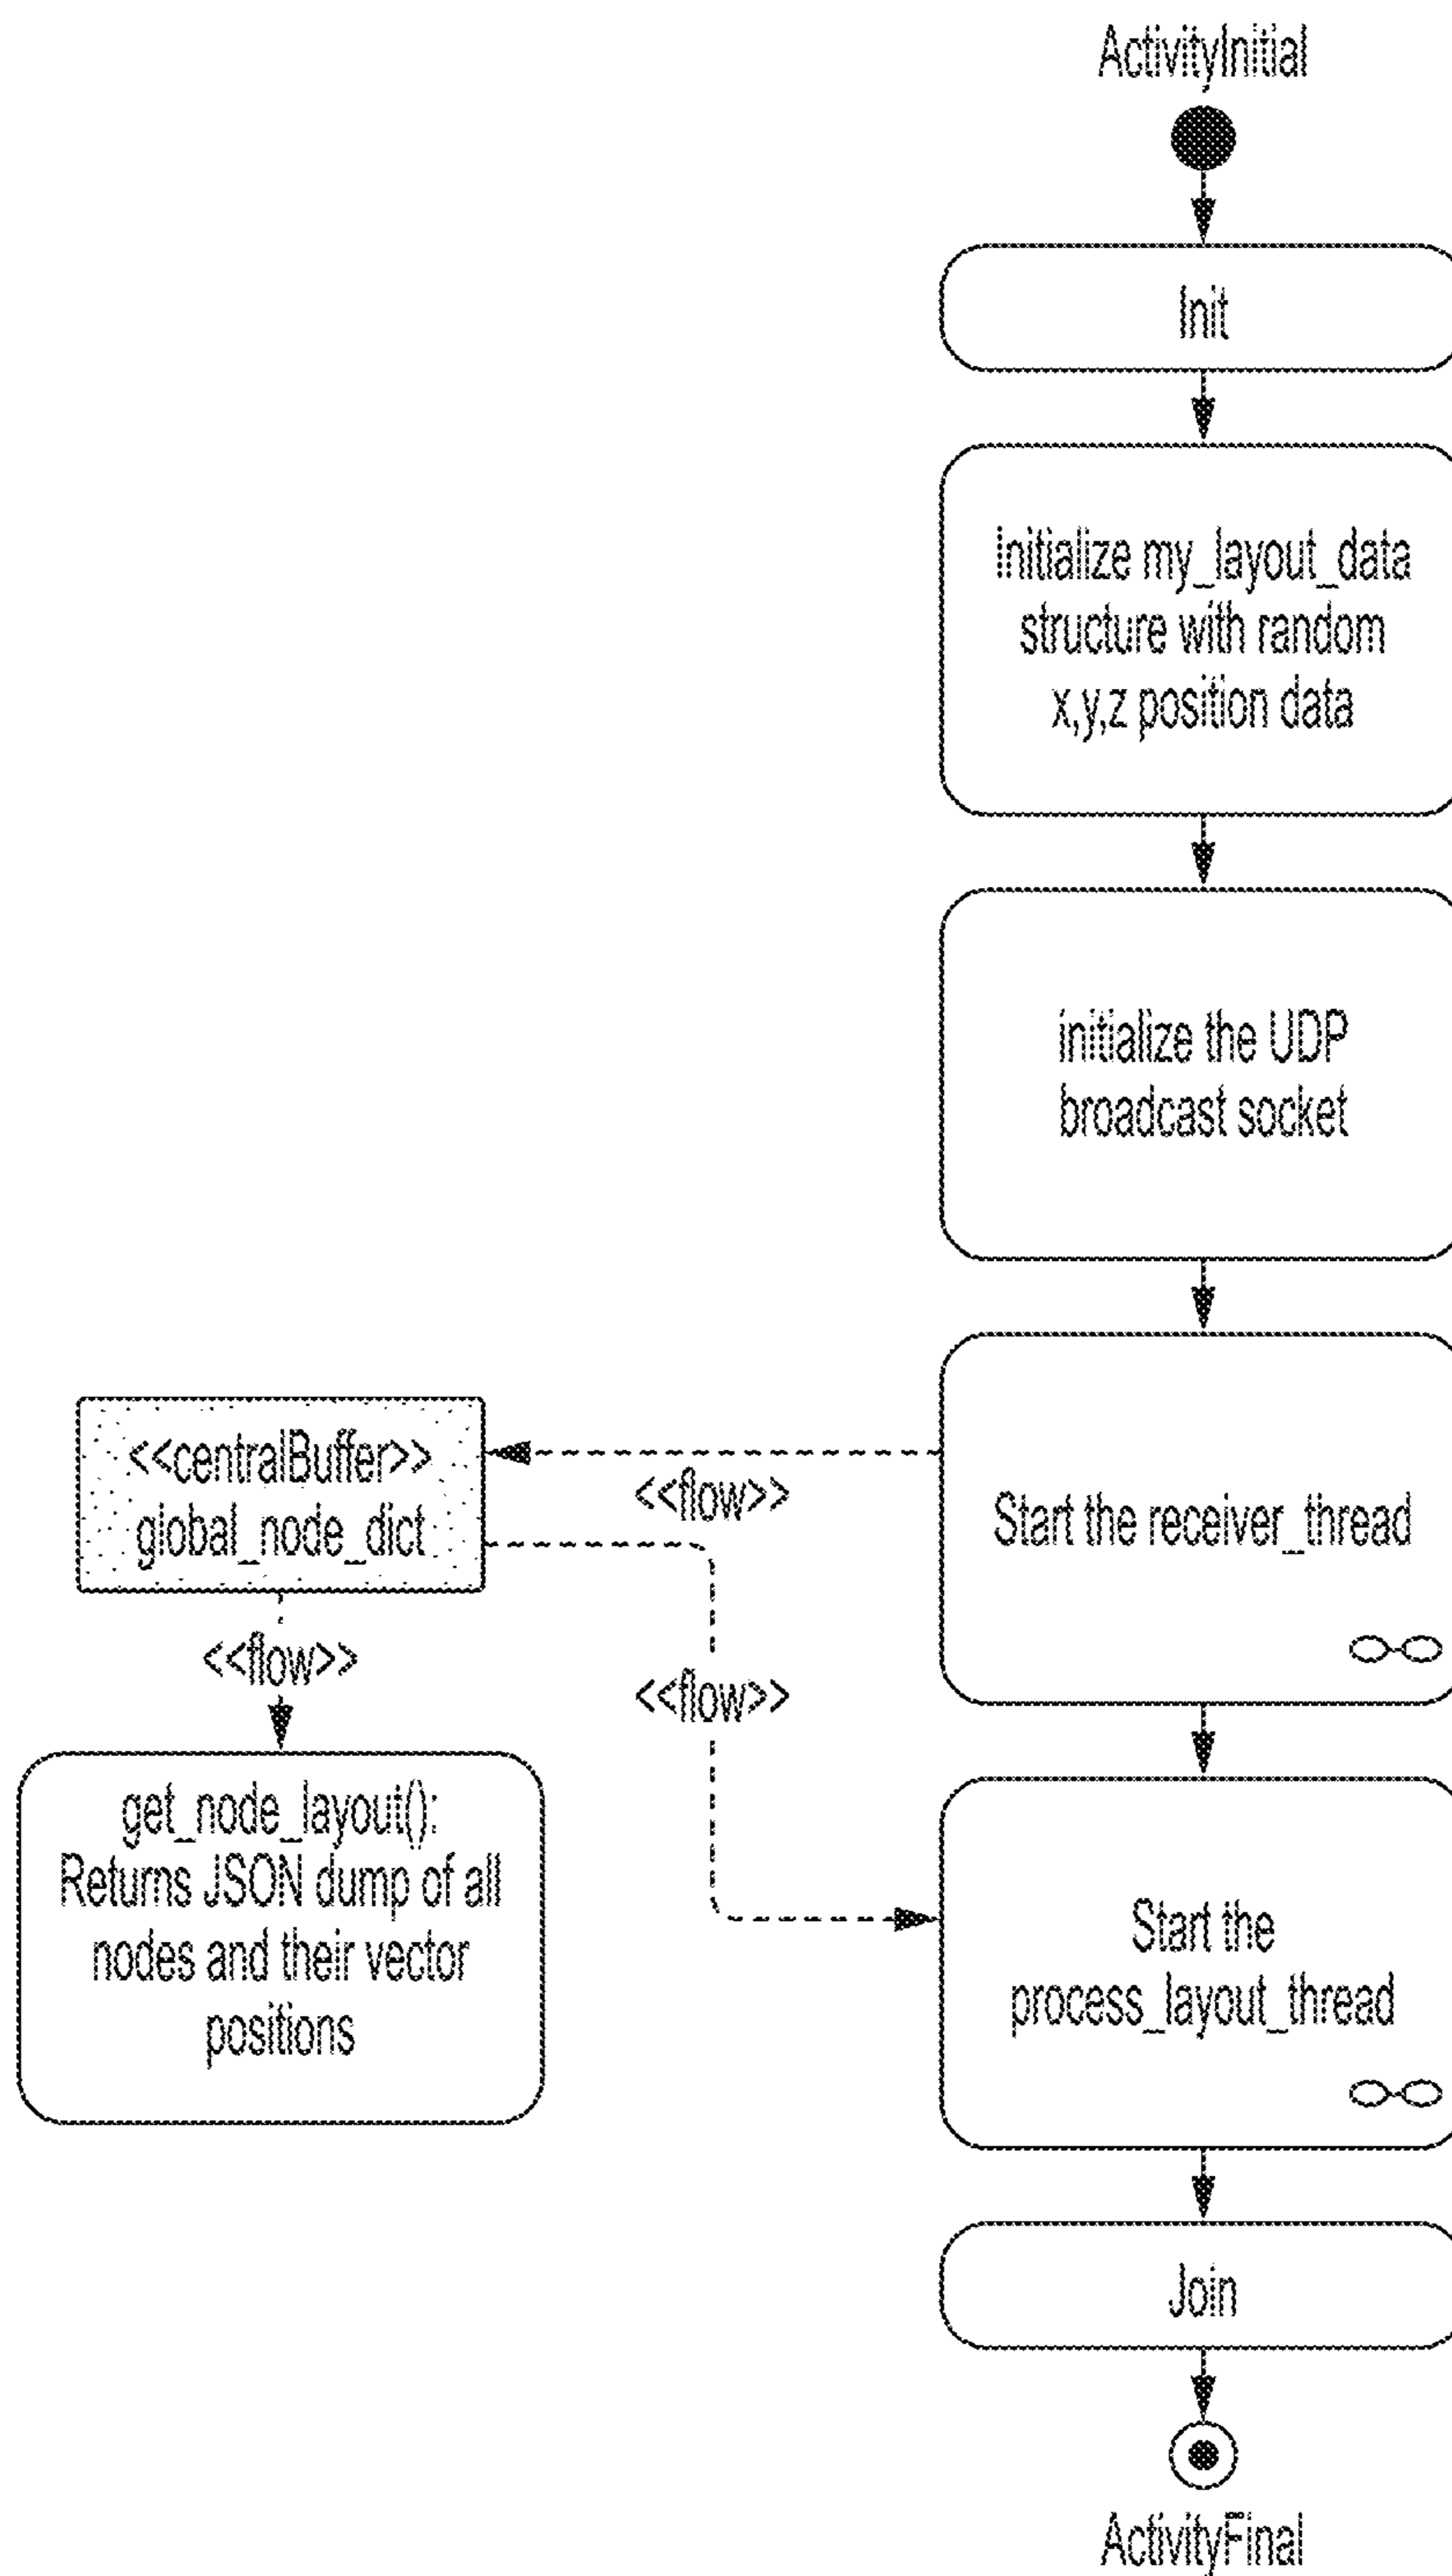 ActivityInitial
Init
Initialize my_layout_data
structure with random
x,y,z position data
initialize the UDP
broadcast socket
<<centralBuffer>>
global_node_dict
<<flow>>
Start the receiver_thread
<<flow>>
<<flow>>
get_node_layout():
Returns JSON dump of all
nodes and their vector
positions
Start the
process_layout_thread
Join
ActivityFinal